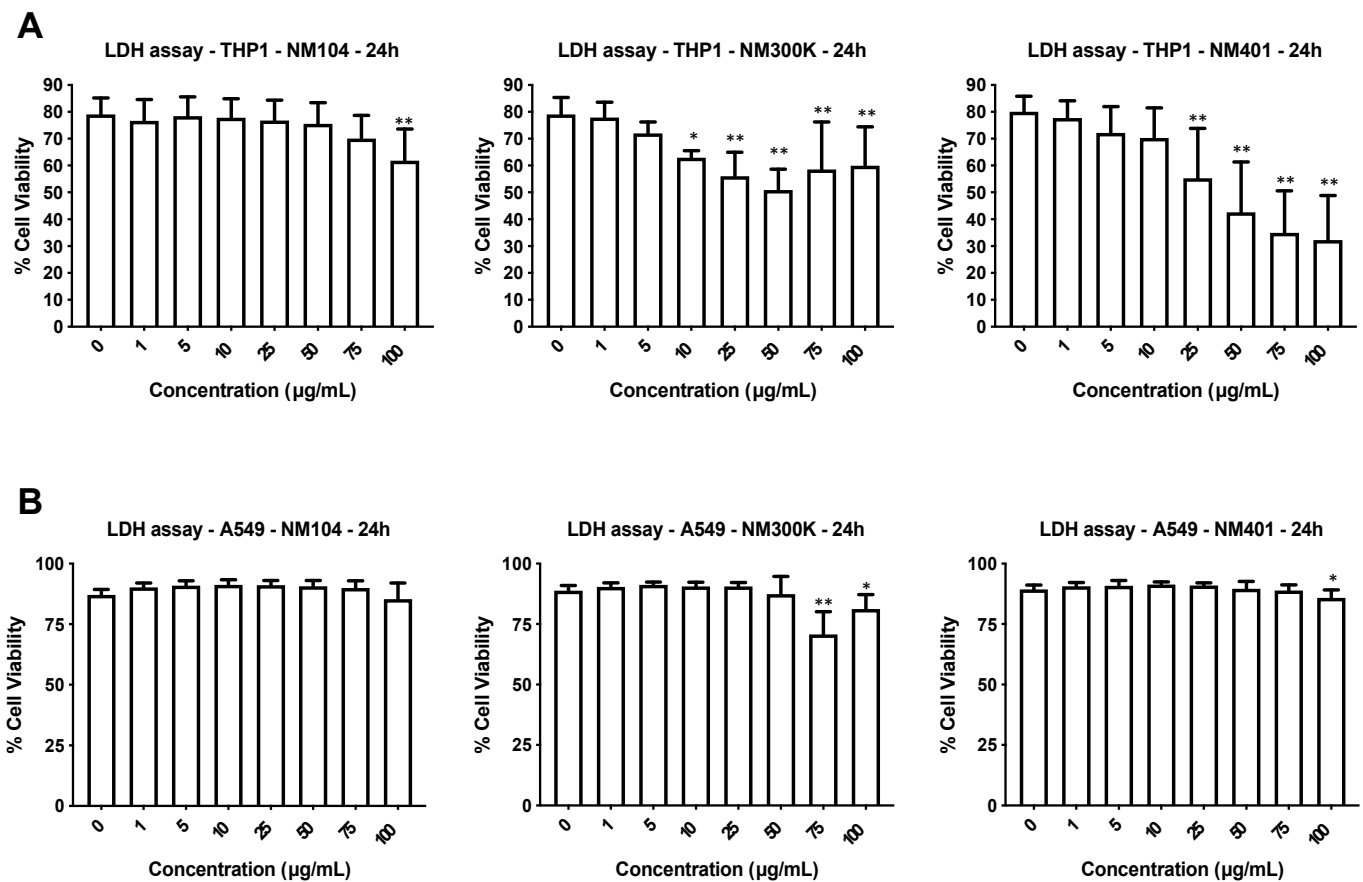 A
LDH assay - THP1 - NM104 - 24h
% Cell Viability
90
80
70
60
50
40
30
20
10
0
**
0 1 5 10 25 50 75 100
Concentration (µg/mL)
LDH assay - THP1 - NM300K - 24h
% Cell Viability
90
80
70
60
50
40
30
20
10
0
* ** ** ** **
0 1 5 10 25 50 75 100
Concentration (µg/mL)
LDH assay - THP1 - NM401 - 24h
% Cell Viability
90
80
70
60
50
40
30
20
10
0
** ** ** **
0 1 5 10 25 50 75 100
Concentration (µg/mL)
B
LDH assay - A549 - NM104 - 24h
% Cell Viability
100
75
50
25
0
0 1 5 10 25 50 75 100
Concentration (µg/mL)
LDH assay - A549 - NM300K - 24h
% Cell Viability
100
75
50
25
0
** *
0 1 5 10 25 50 75 100
Concentration (µg/mL)
LDH assay - A549 - NM401 - 24h
% Cell Viability
100
75
50
25
0
*
0 1 5 10 25 50 75 100
Concentration (µg/mL)